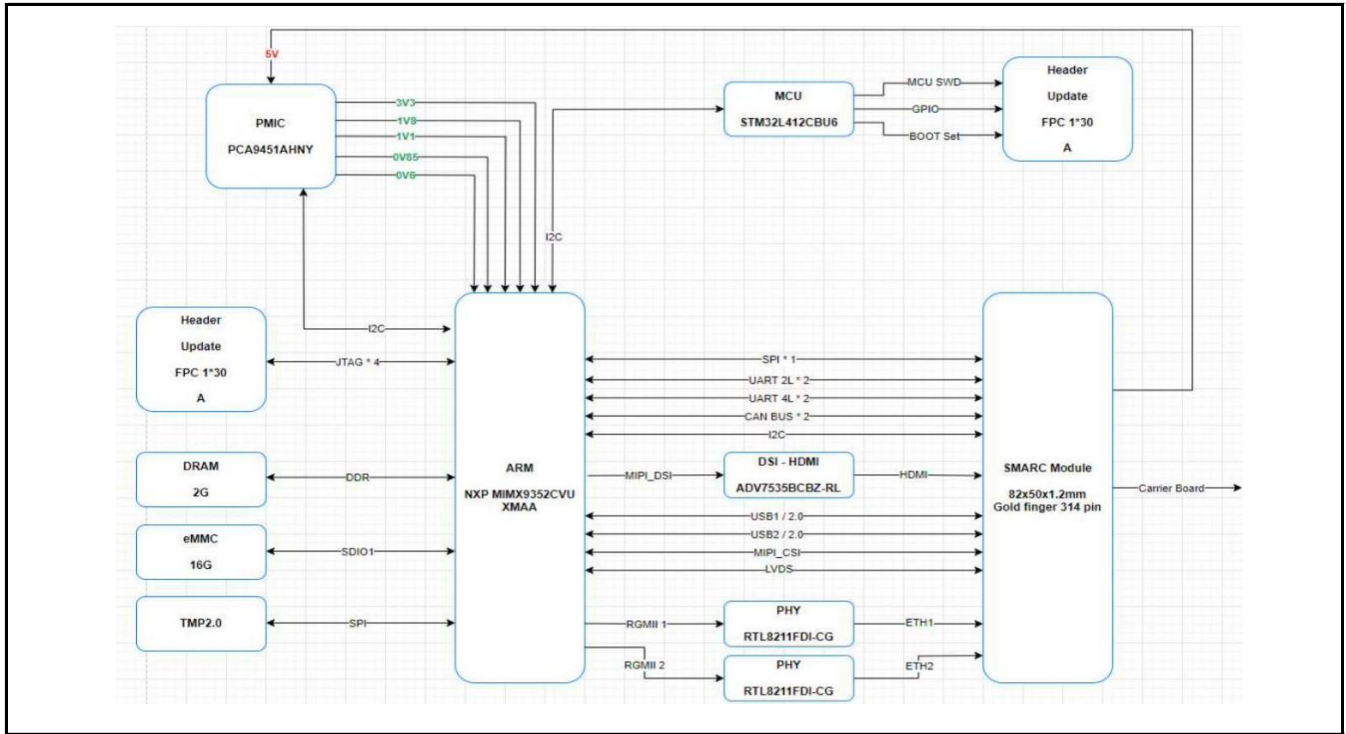 5V
PMIC
PCA9451AHNY
3V3
1V8
1V1
0V85
0V6
MCU
STM32L412CBU6
MCU SWD
GPIO
BOOT Set
Header
Update
FPC 1*30
A
I2C
I2C
Header
Update
FPC 1*30
A
JTAG * 4
DRAM
2G
DDR
eMMC
16G
SDIO1
TMP2.0
SPI
ARM
NXP MIMX9352CVU
XMAA
SPI * 1
UART 2L * 2
UART 4L * 2
CAN BUS * 2
I2C
MIPI_DSI
DSI - HDMI
ADV7535BCBZ-RL
HDMI
USB1 / 2.0
USB2 / 2.0
MIPI_CSI
LVDS
RGMII 1
PHY
RTL8211FDI-CG
ETH1
RGMII 2
PHY
RTL8211FDI-CG
ETH2
SMARC Module
82x50x1.2mm
Gold finger 314 pin
Carrier Board